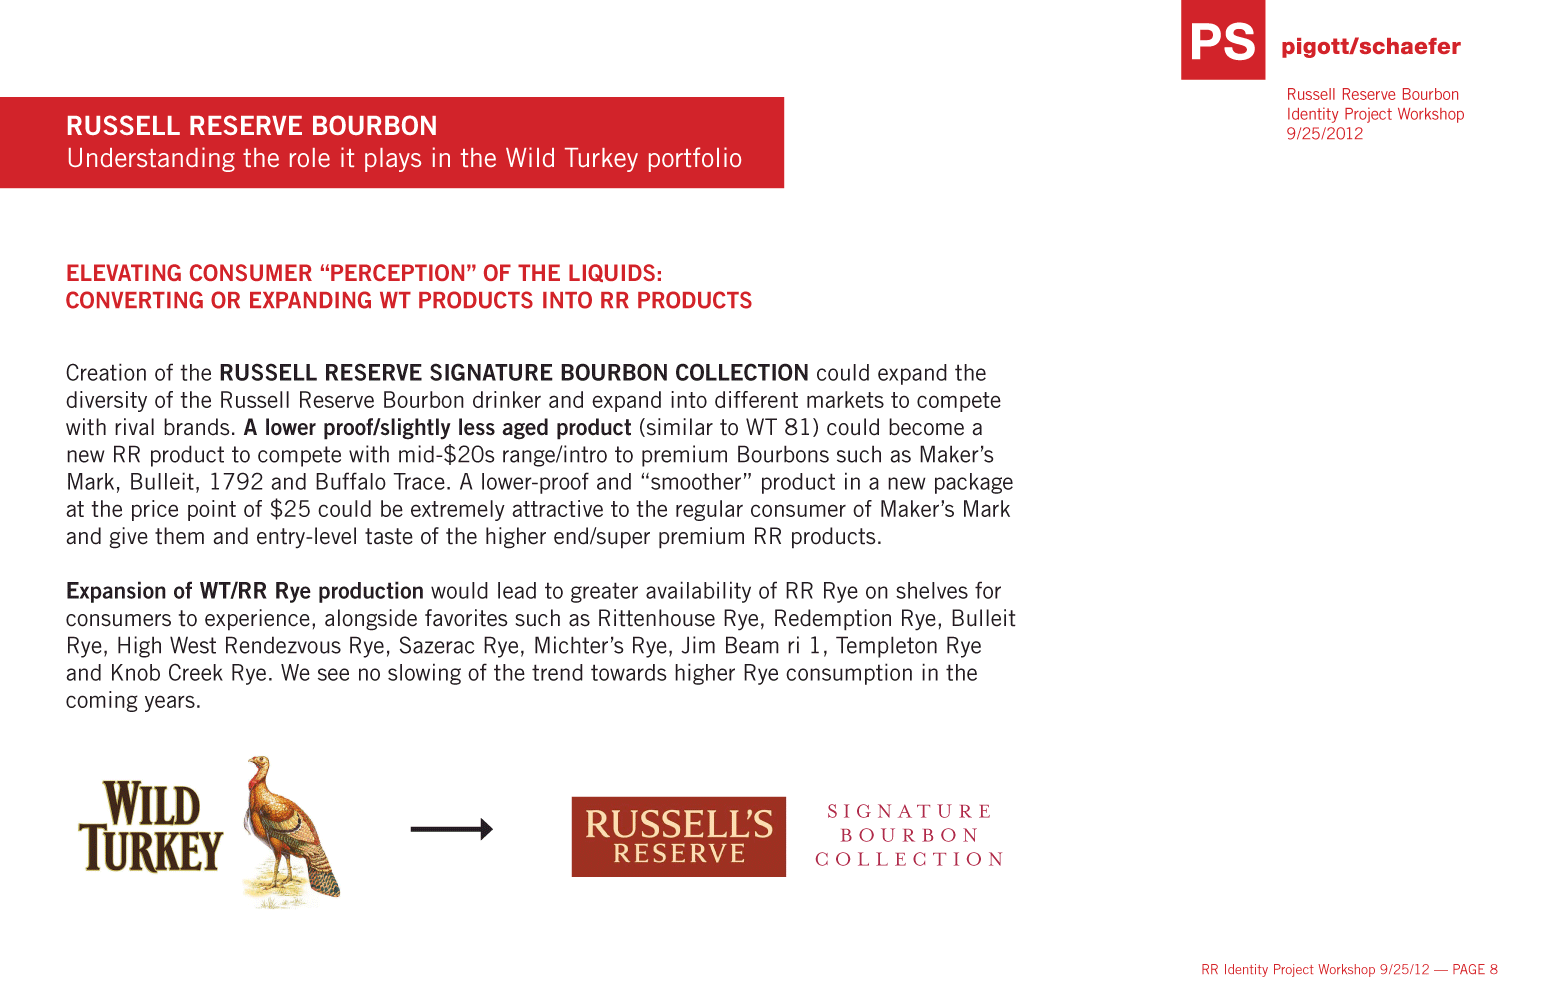 PS
pigott/schaefer
Russell Reserve Bourbon
Identity Project Workshop
9/25/2012
RUSSELL RESERVE BOURBON
Understanding the role it plays in the Wild Turkey portfolio
ELEVATING CONSUMER “PERCEPTION” OF THE LIQUIDS:
CONVERTING OR EXPANDING WT PRODUCTS INTO RR PRODUCTS
Creation of the RUSSELL RESERVE SIGNATURE BOURBON COLLECTION could expand the
diversity of the Russell Reserve Bourbon drinker and expand into different markets to compete
with rival brands. A lower proof/slightly less aged product (similar to WT 81) could become a
new RR product to compete with mid-$20s range/intro to premium Bourbons such as Maker’s
Mark, Bulleit, 1792 and Buffalo Trace. A lower-proof and “smoother” product in a new package
at the price point of $25 could be extremely attractive to the regular consumer of Maker’s Mark
and give them and entry-level taste of the higher end/super premium RR products.
Expansion of WT/RR Rye production would lead to greater availability of RR Rye on shelves for
consumers to experience, alongside favorites such as Rittenhouse Rye, Redemption Rye, Bulleit
Rye, High West Rendezvous Rye, Sazerac Rye, Michter’s Rye, Jim Beam ri 1, Templeton Rye
and Knob Creek Rye. We see no slowing of the trend towards higher Rye consumption in the
coming years.
WILD
TURKEY
RUSSELL’S
RESERVE
SIGNATURE
BOURBON
COLLECTION
RR Identity Project Workshop 9/25/12 — PAGE 8